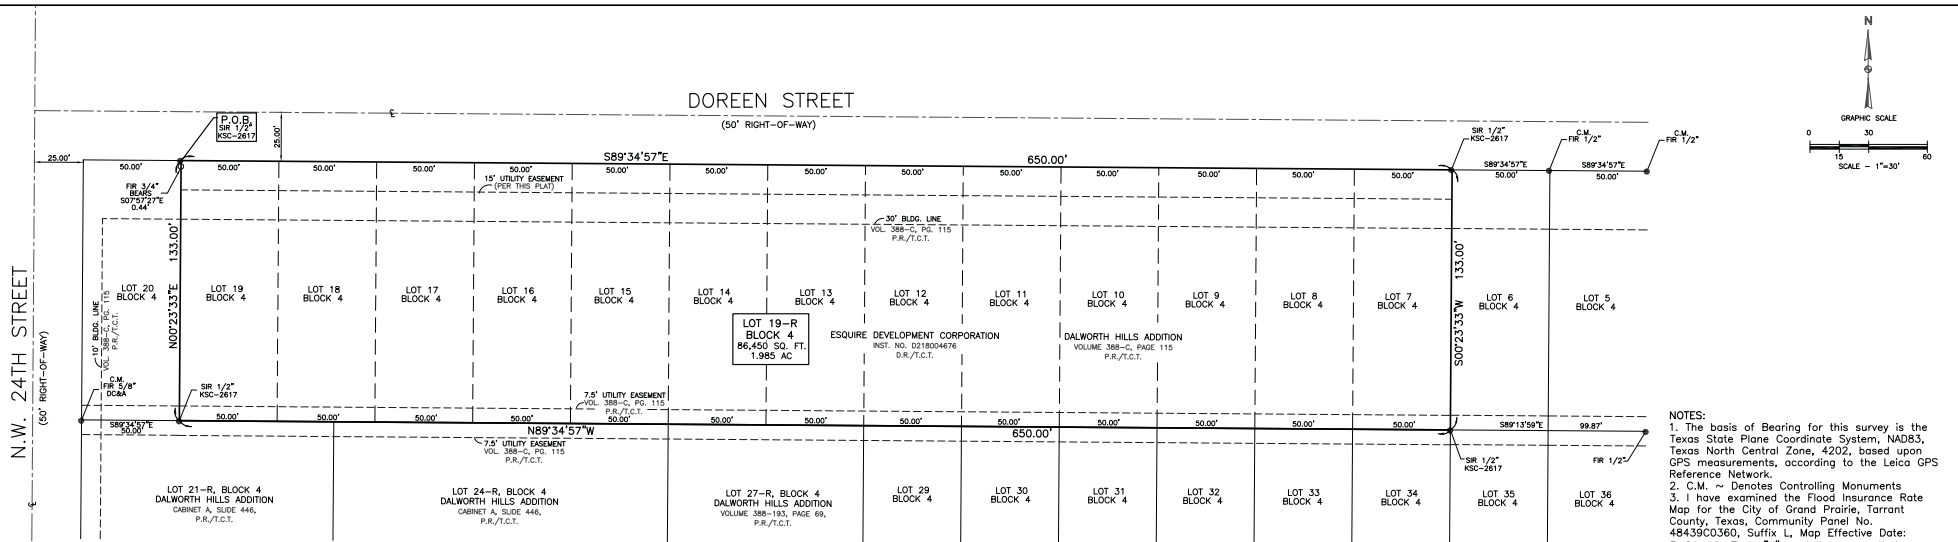 N
GRAPHIC SCALE
0 30
15 60
SCALE - 1"=30'
DOREEN STREET
(50' RIGHT-OF-WAY)
P.O.B.
SIR 1/2"
KSC-2617
25.00'
25.00'
SIR 1/2"
KSC-2617
C.M.
FIR 1/2"
C.M.
FIR 1/2"
S89°34'57"E
650.00'
S89°34'57"E
S89°34'57"E
50.00' 50.00' 50.00' 50.00' 50.00' 50.00' 50.00' 50.00' 50.00' 50.00' 50.00' 50.00' 50.00' 50.00' 50.00' 50.00'
FIR 3/4"
BEARS
S07°57'27"E
0.44'
15' UTILITY EASEMENT
(PER THIS PLAT)
30' BLDG. LINE
VOL. 388-C, PG. 115
P.R./T.C.T.
N.W. 24TH STREET
(50' RIGHT-OF-WAY)
10' BLDG. LINE
VOL. 388-C, PG. 115
P.R./T.C.T.
N00°23'33"E 133.00'
S00°23'33"W 133.00'
LOT 20
BLOCK 4
LOT 19
BLOCK 4
LOT 18
BLOCK 4
LOT 17
BLOCK 4
LOT 16
BLOCK 4
LOT 15
BLOCK 4
LOT 14
BLOCK 4
LOT 13
BLOCK 4
LOT 12
BLOCK 4
LOT 11
BLOCK 4
LOT 10
BLOCK 4
LOT 9
BLOCK 4
LOT 8
BLOCK 4
LOT 7
BLOCK 4
LOT 6
BLOCK 4
LOT 5
BLOCK 4
LOT 19-R
BLOCK 4
86,450 SQ. FT.
1.985 AC
ESQUIRE DEVELOPMENT CORPORATION
INST. NO. D218004676
D.R./T.C.T.
DALWORTH HILLS ADDITION
VOLUME 388-C, PAGE 115
P.R./T.C.T.
C.M.
FIR 5/8"
DC&A
SIR 1/2"
KSC-2617
7.5' UTILITY EASEMENT
VOL. 388-C, PG. 115
P.R./T.C.T.
S89°34'57"E
50.00'
50.00' 50.00' 50.00' 50.00' 50.00' 50.00' 50.00' 50.00' 50.00' 50.00' 50.00' 50.00' 50.00'
N89°34'57"W
650.00'
S89°13'59"E 99.87'
7.5' UTILITY EASEMENT
VOL. 388-C, PG. 115
P.R./T.C.T.
SIR 1/2"
KSC-2617
FIR 1/2"
LOT 21-R, BLOCK 4
DALWORTH HILLS ADDITION
CABINET A, SLIDE 446,
P.R./T.C.T.
LOT 24-R, BLOCK 4
DALWORTH HILLS ADDITION
CABINET A, SLIDE 446,
P.R./T.C.T.
LOT 27-R, BLOCK 4
DALWORTH HILLS ADDITION
VOLUME 388-193, PAGE 69,
P.R./T.C.T.
LOT 29
BLOCK 4
LOT 30
BLOCK 4
LOT 31
BLOCK 4
LOT 32
BLOCK 4
LOT 33
BLOCK 4
LOT 34
BLOCK 4
LOT 35
BLOCK 4
LOT 36
BLOCK 4
NOTES:
1. The basis of Bearing for this survey is the
Texas State Plane Coordinate System, NAD83,
Texas North Central Zone, 4202, based upon
GPS measurements, according to the Leica GPS
Reference Network.
2. C.M. ~ Denotes Controlling Monuments
3. I have examined the Flood Insurance Rate
Map for the City of Grand Prairie, Tarrant
County, Texas, Community Panel No.
48439C0360, Suffix L, Map Effective Date: